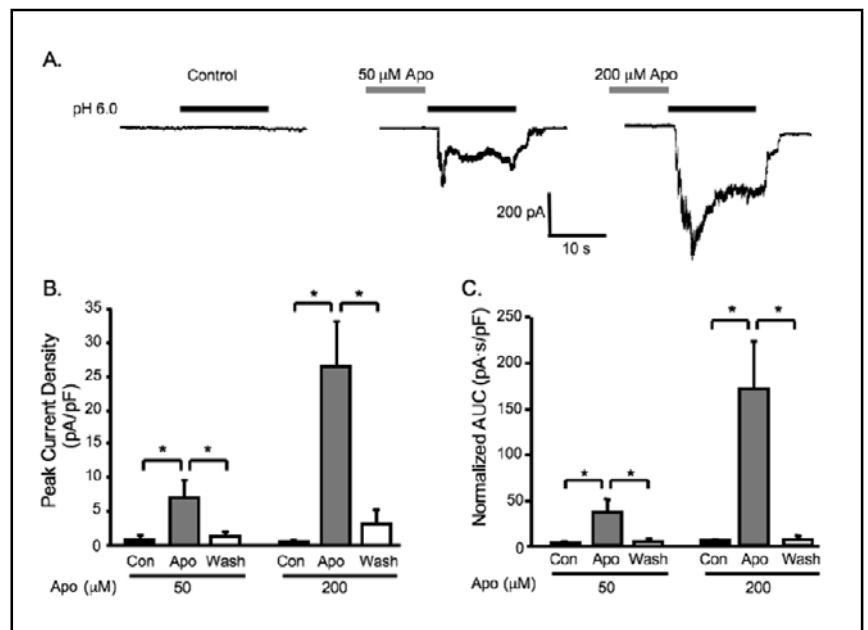 A.
Control
50 μM Apo
200 μM Apo
pH 6.0
200 pA
10 s
B.
Peak Current Density
(pA/pF)
35
30
25
20
15
10
5
0
*
*
*
*
Con Apo Wash Con Apo Wash
Apo (μM) 50 200
C.
Normalized AUC (pA·s/pF)
250
200
150
100
50
0
*
*
*
*
Con Apo Wash Con Apo Wash
Apo (μM) 50 200